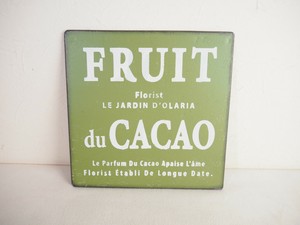 FRUIT
Florist
LE JARDIN D'OLARIA
du CACAO
Le Parfum Du Cacao Apaise L'âme
Florist Établi De Longue Date.